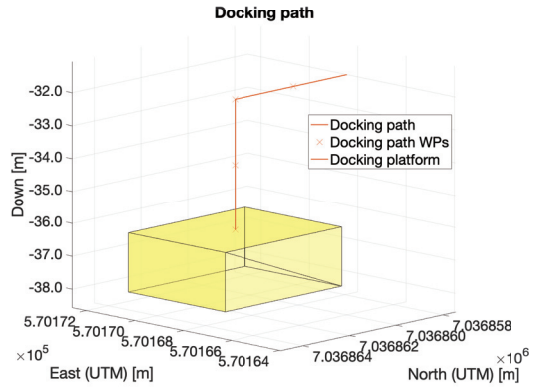 Docking path
-32.0
-33.0
-34.0
-35.0
-36.0
-37.0
-38.0
Down [m]
Docking path
Docking path WPs
Docking platform
5.70172
5.70170
5.70168
5.70166
5.70164
×10⁵
East (UTM) [m]
7.036858
7.036860
7.036862
7.036864
×10⁶
North (UTM) [m]